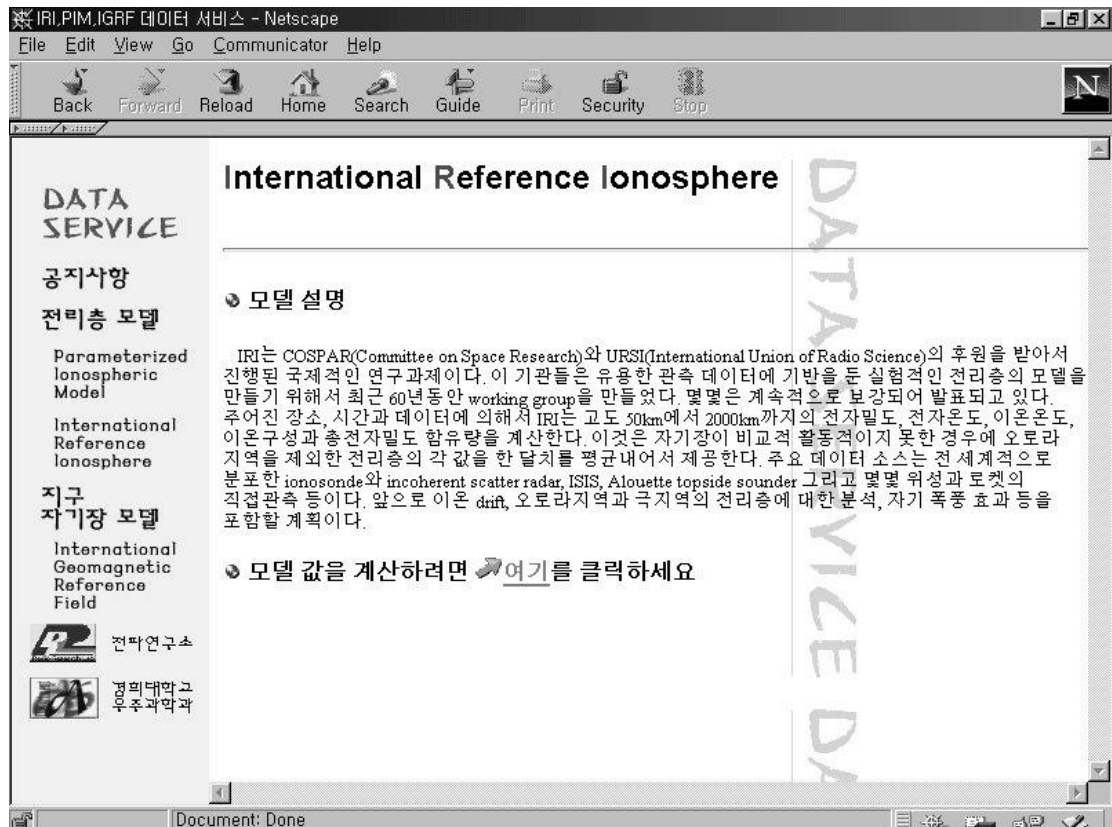 IRI,PIM,IGRF 데이터 서비스 - Netscape
File Edit View Go Communicator Help
Back Forward Reload Home Search Guide Print Security Stop
N
DATA
SERVICE
공지사항
전리층 모델
Parameterized
Ionospheric
Model
International
Reference
Ionosphere
지구
자기장 모델
International
Geomagnetic
Reference
Field
전파연구소
경희대학교
우주과학과
International Reference Ionosphere
모델 설명
IRI는 COSPAR(Committee on Space Research)와 URSI(International Union of Radio Science)의 후원을 받아서
진행된 국제적인 연구과제이다. 이 기관들은 유용한 관측 데이터에 기반을 둔 실험적인 전리층의 모델을
만들기 위해서 최근 60년동안 working group을 만들었다. 몇몇은 계속적으로 보강되어 발표되고 있다.
주어진 장소, 시간과 데이터에 의해서 IRI는 고도 50km에서 2000km까지의 전자밀도, 전자온도, 이온온도,
이온구성과 총전자밀도 함유량을 계산한다. 이것은 자기장이 비교적 활동적이지 못한 경우에 오로라
지역을 제외한 전리층의 각 값을 한 달치를 평균내어서 제공한다. 주요 데이터 소스는 전 세계적으로
분포한 ionosonde와 incoherent scatter radar, ISIS, Alouette topside sounder 그리고 몇몇 위성과 로켓의
직접관측 등이다. 앞으로 이온 drift, 오로라지역과 극지역의 전리층에 대한 분석, 자기 폭풍 효과 등을
포함할 계획이다.
모델 값을 계산하려면 여기를 클릭하세요
DATA SERVICE DA
Document: Done